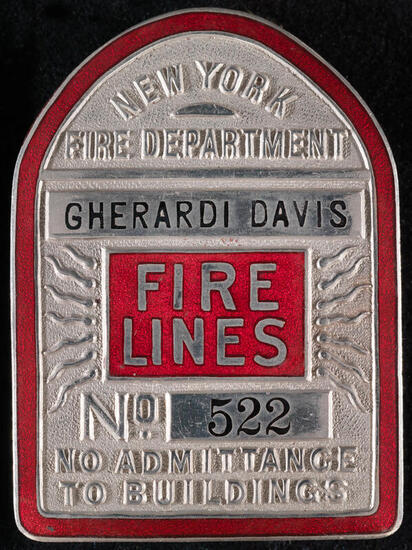 NEW YORK
FIRE DEPARTMENT
GHERARDI DAVIS
FIRE
LINES
No. 522
NO ADMITTANCE
TO BUILDINGS